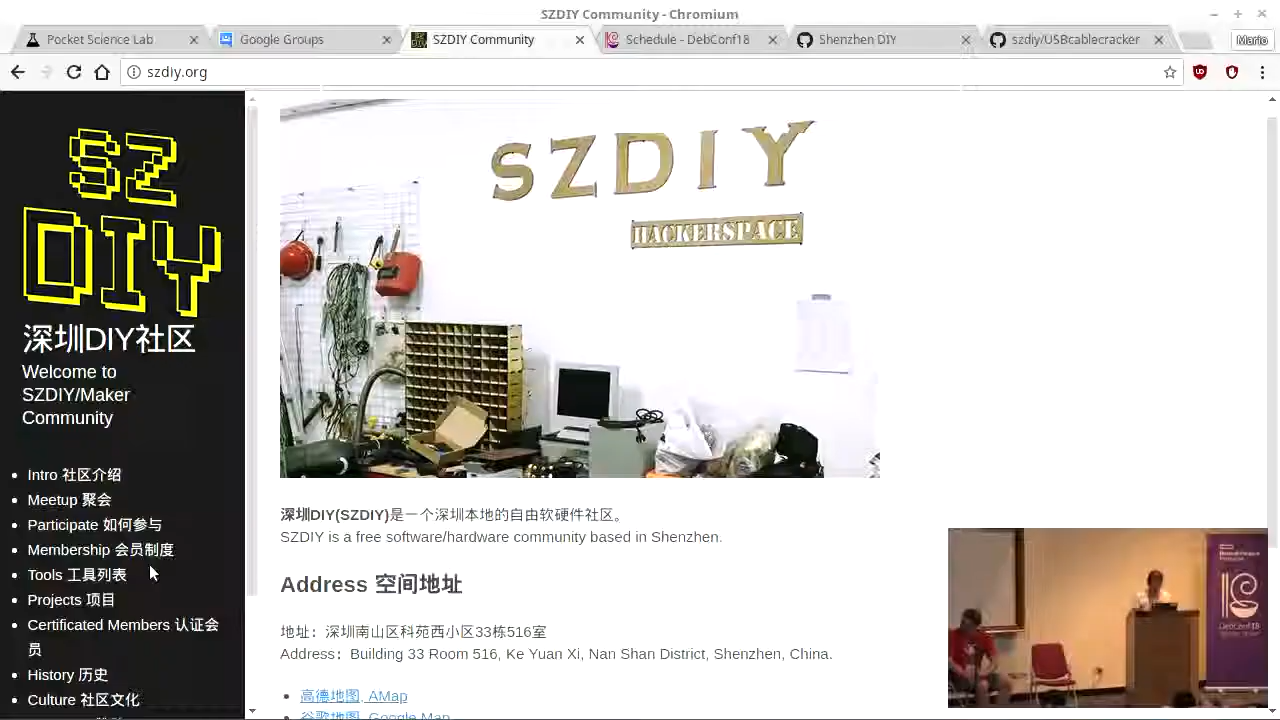 SZDIY Community - Chromium
Pocket Science Lab
Google Groups
SZDIY Community
Schedule - DebConf18
Shenzhen DIY
szdiy/USBcablecracker
Mario
szdiy.org
SZ
DIY
深圳DIY社区
Welcome to
SZDIY/Maker
Community
Intro 社区介绍
Meetup 聚会
Participate 如何参与
Membership 会员制度
Tools 工具列表
Projects 项目
Certificated Members 认证会
员
History 历史
Culture 社区文化
SZDIY
HACKERSPACE
深圳DIY(SZDIY)是一个深圳本地的自由软硬件社区。
SZDIY is a free software/hardware community based in Shenzhen.
Address 空间地址
地址：深圳南山区科苑西小区33栋516室
Address：Building 33 Room 516, Ke Yuan Xi, Nan Shan District, Shenzhen, China.
高德地图, AMap
谷歌地图, Google Map
DebConf18